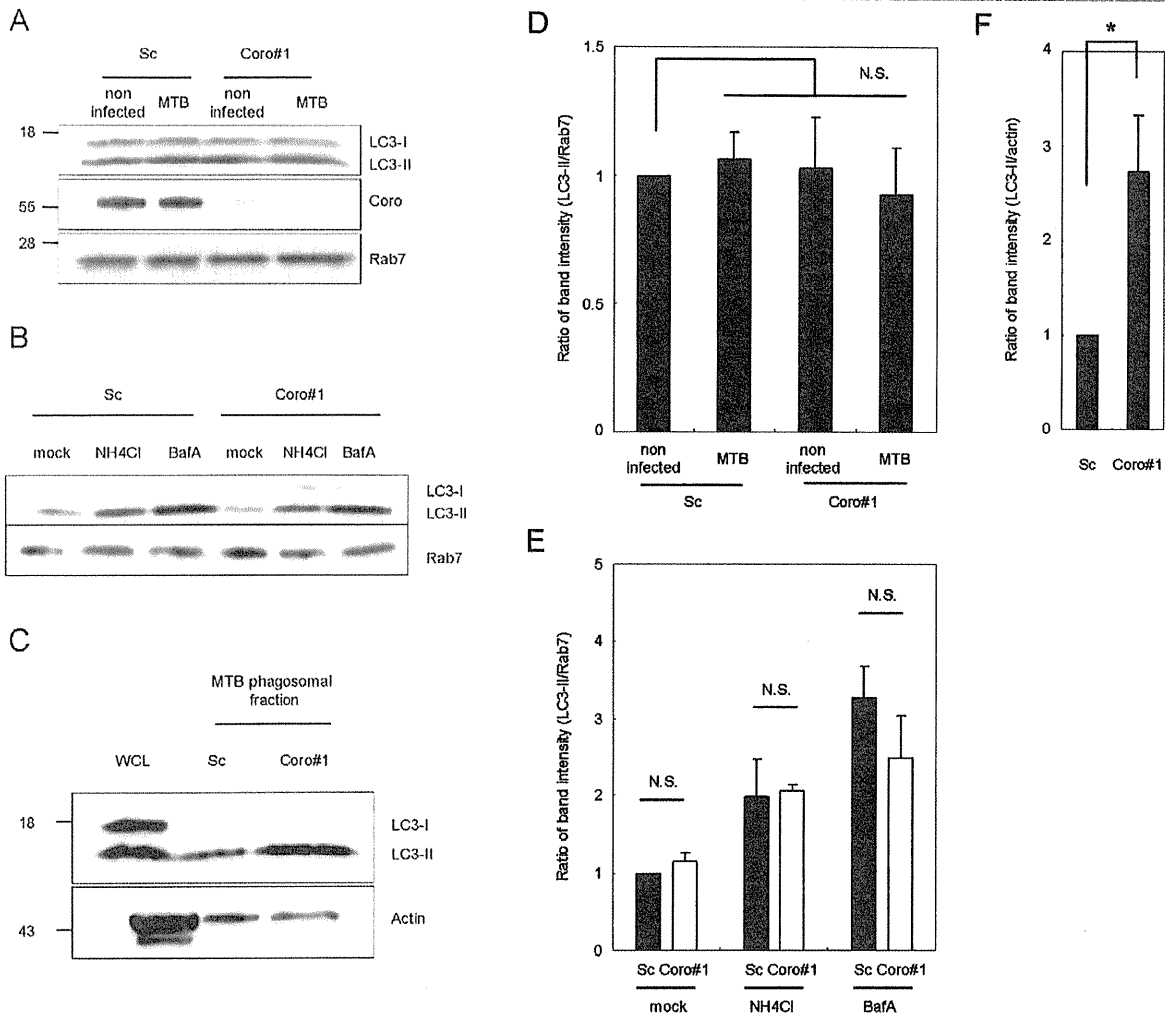 A
Sc Coro#1
non infected MTB non infected MTB
18
LC3-I
LC3-II
55
Coro
28
Rab7
B
Sc Coro#1
mock NH4Cl BafA mock NH4Cl BafA
LC3-I
LC3-II
Rab7
C
MTB phagosomal
fraction
WCL Sc Coro#1
18
LC3-I
LC3-II
Actin
43
D
Ratio of band intensity (LC3-II/Rab7)
1.5
1
0.5
0
N.S.
non infected MTB non infected MTB
Sc Coro#1
E
Ratio of band intensity (LC3-II/Rab7)
5
4
3
2
1
0
N.S.
N.S.
N.S.
Sc Coro#1 Sc Coro#1 Sc Coro#1
mock NH4Cl BafA
F
Ratio of band intensity (LC3-II/actin)
4
3
2
1
0
*
Sc Coro#1